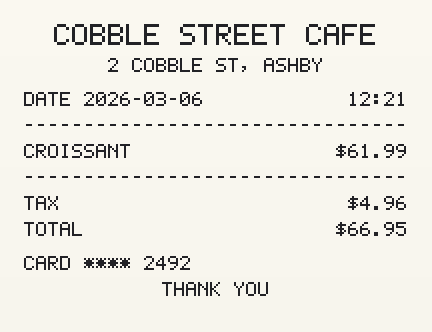 COBBLE STREET CAFE
2 COBBLE ST, ASHBY
DATE 2026-03-06 12:21
--------------------------------
CROISSANT $61.99
--------------------------------
TAX $4.96
TOTAL $66.95
CARD **** 2492
THANK YOU